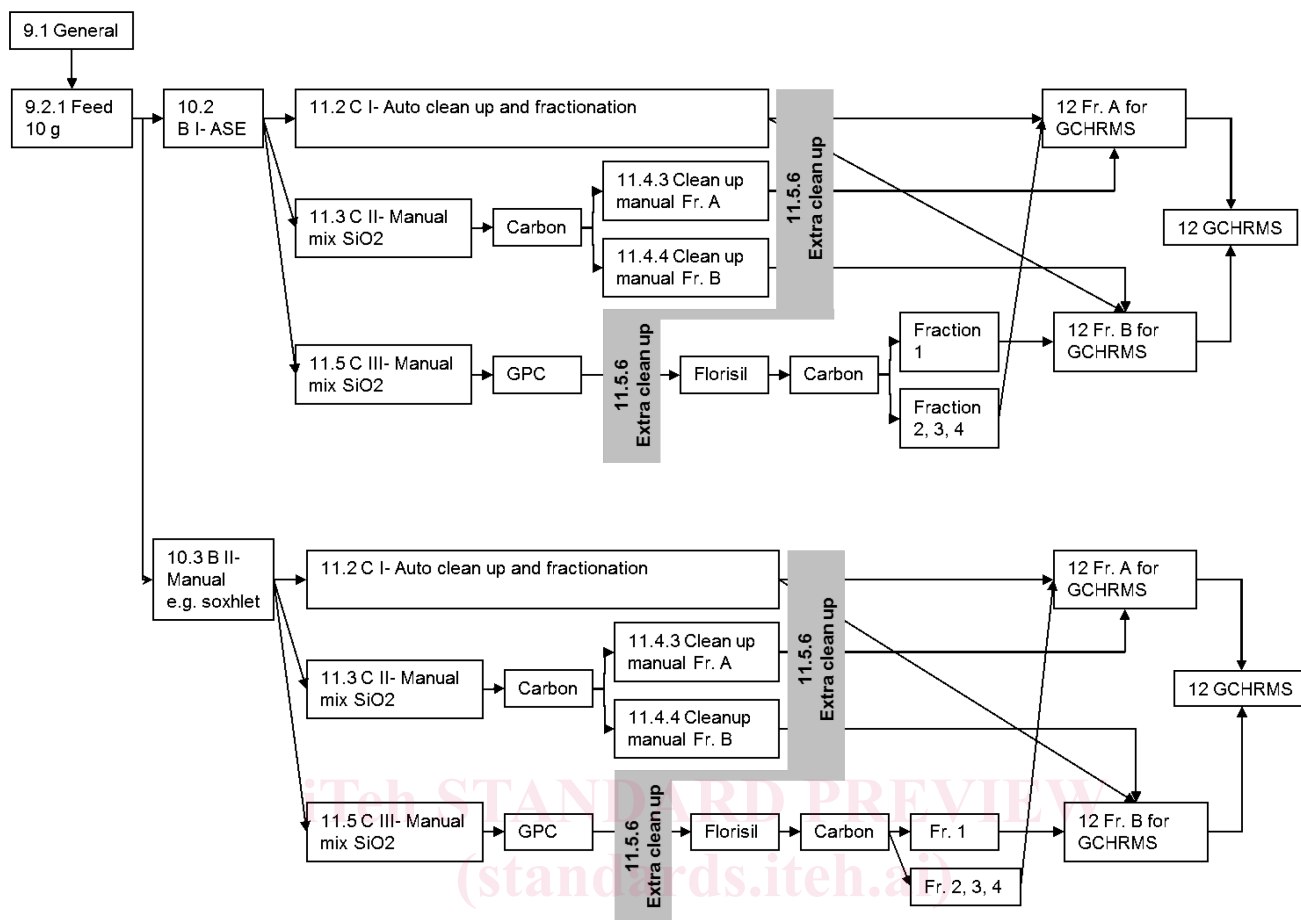 9.1 General
9.2.1 Feed
10 g
10.2
B I- ASE
11.2 C I- Auto clean up and fractionation
11.3 C II- Manual
mix SiO2
Carbon
11.4.3 Clean up
manual Fr. A
11.4.4 Clean up
manual Fr. B
11.5.6
Extra clean up
12 Fr. A for
GCHRMS
12 GCHRMS
12 Fr. B for
GCHRMS
11.5 C III- Manual
mix SiO2
GPC
11.5.6
Extra clean up
Florisil
Carbon
Fraction
1
Fraction
2, 3, 4
10.3 B II-
Manual
e.g. soxhlet
11.2 C I- Auto clean up and fractionation
11.3 C II- Manual
mix SiO2
Carbon
11.4.3 Clean up
manual Fr. A
11.4.4 Cleanup
manual Fr. B
11.5.6
Extra clean up
12 Fr. A for
GCHRMS
12 GCHRMS
12 Fr. B for
GCHRMS
11.5 C III- Manual
mix SiO2
GPC
11.5.6
Extra clean up
Florisil
Carbon
Fr. 1
Fr. 2, 3, 4
iTeh STANDARD PREVIEW
(standards.iteh.ai)